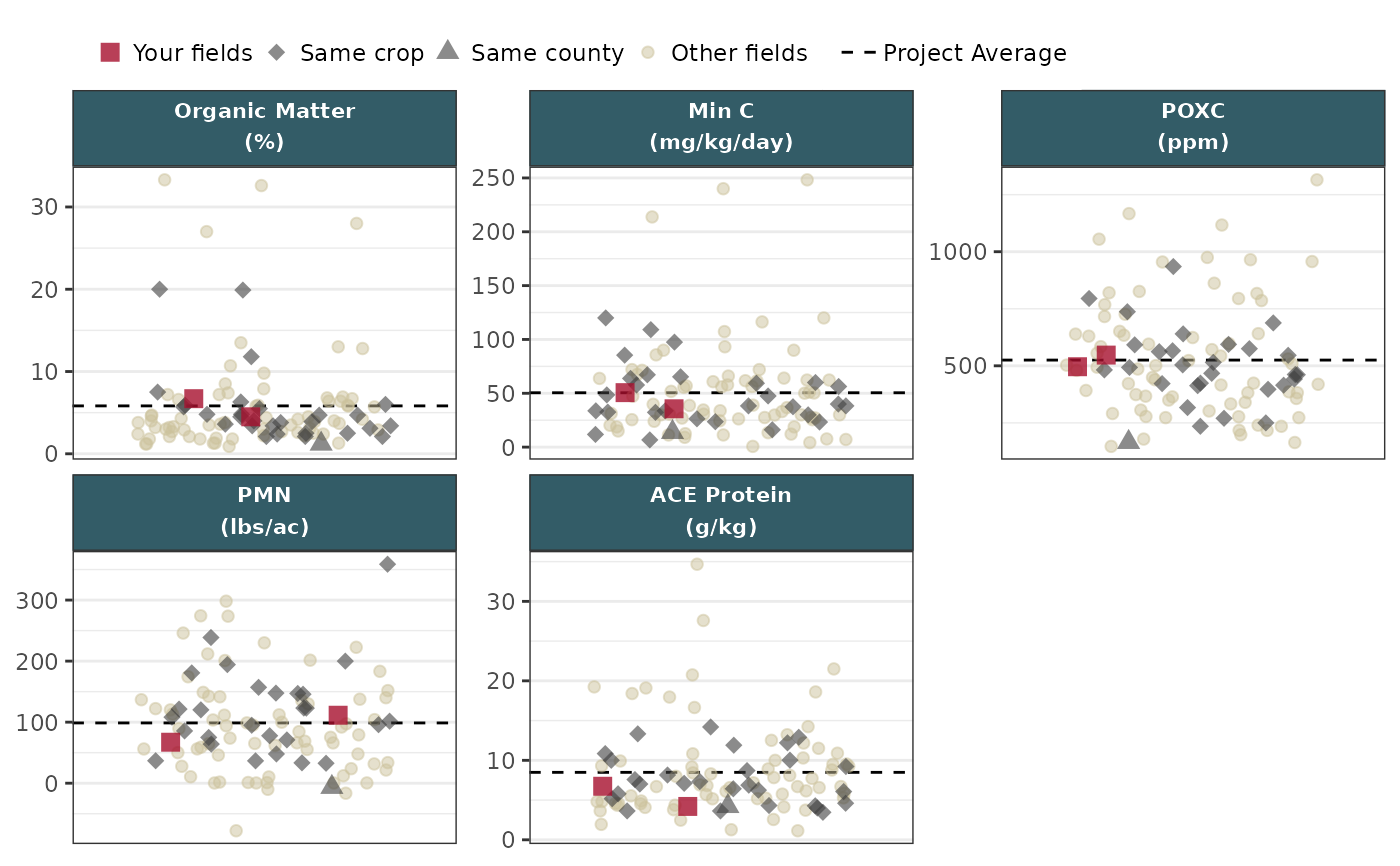 Your fields Same crop Same county Other fields Project Average
Organic Matter
(%)
30
20
10
0
Min C
(mg/kg/day)
250
200
150
100
50
0
POXC
(ppm)
1000
500
PMN
(lbs/ac)
300
200
100
0
ACE Protein
(g/kg)
30
20
10
0